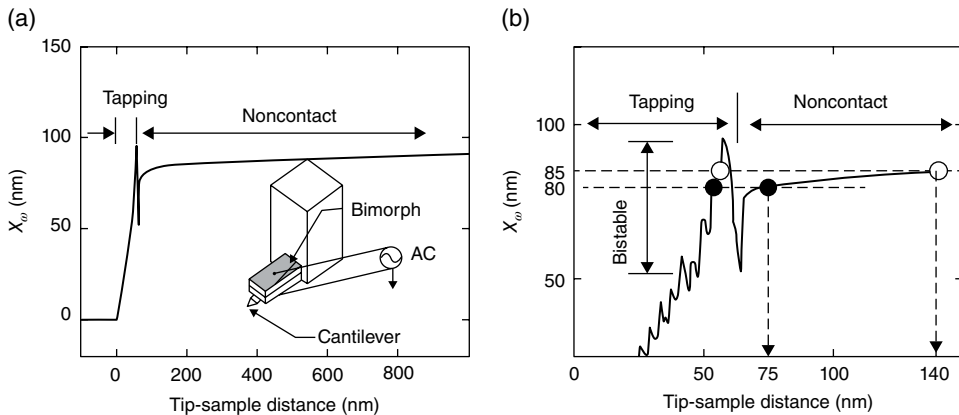 (a)
150
100
50
0
X_ω (nm)
Tapping
Noncontact
Bimorph
AC
Cantilever
0 200 400 600 800
Tip-sample distance (nm)
(b)
100
85
80
50
X_ω (nm)
Tapping
Noncontact
Bistable
0 50 75 100 140
Tip-sample distance (nm)